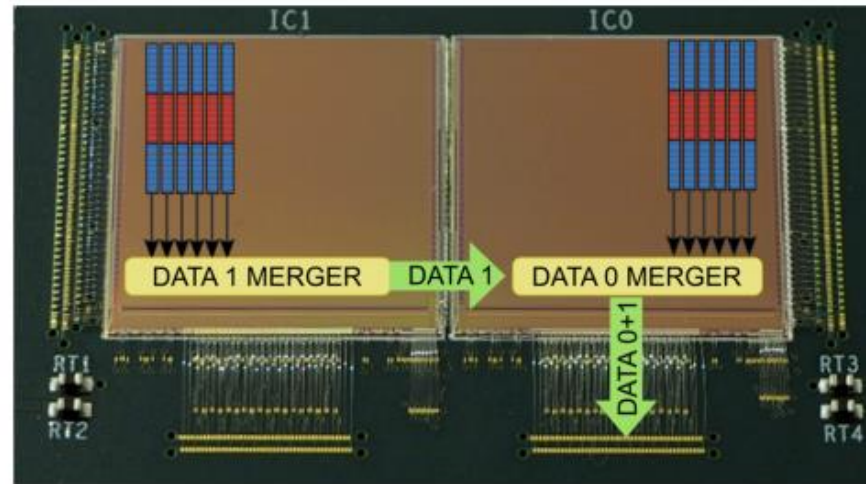 IC1
IC0
DATA 1 MERGER
DATA 1
DATA 0 MERGER
DATA 0+1
RT1
RT2
RT3
RT4